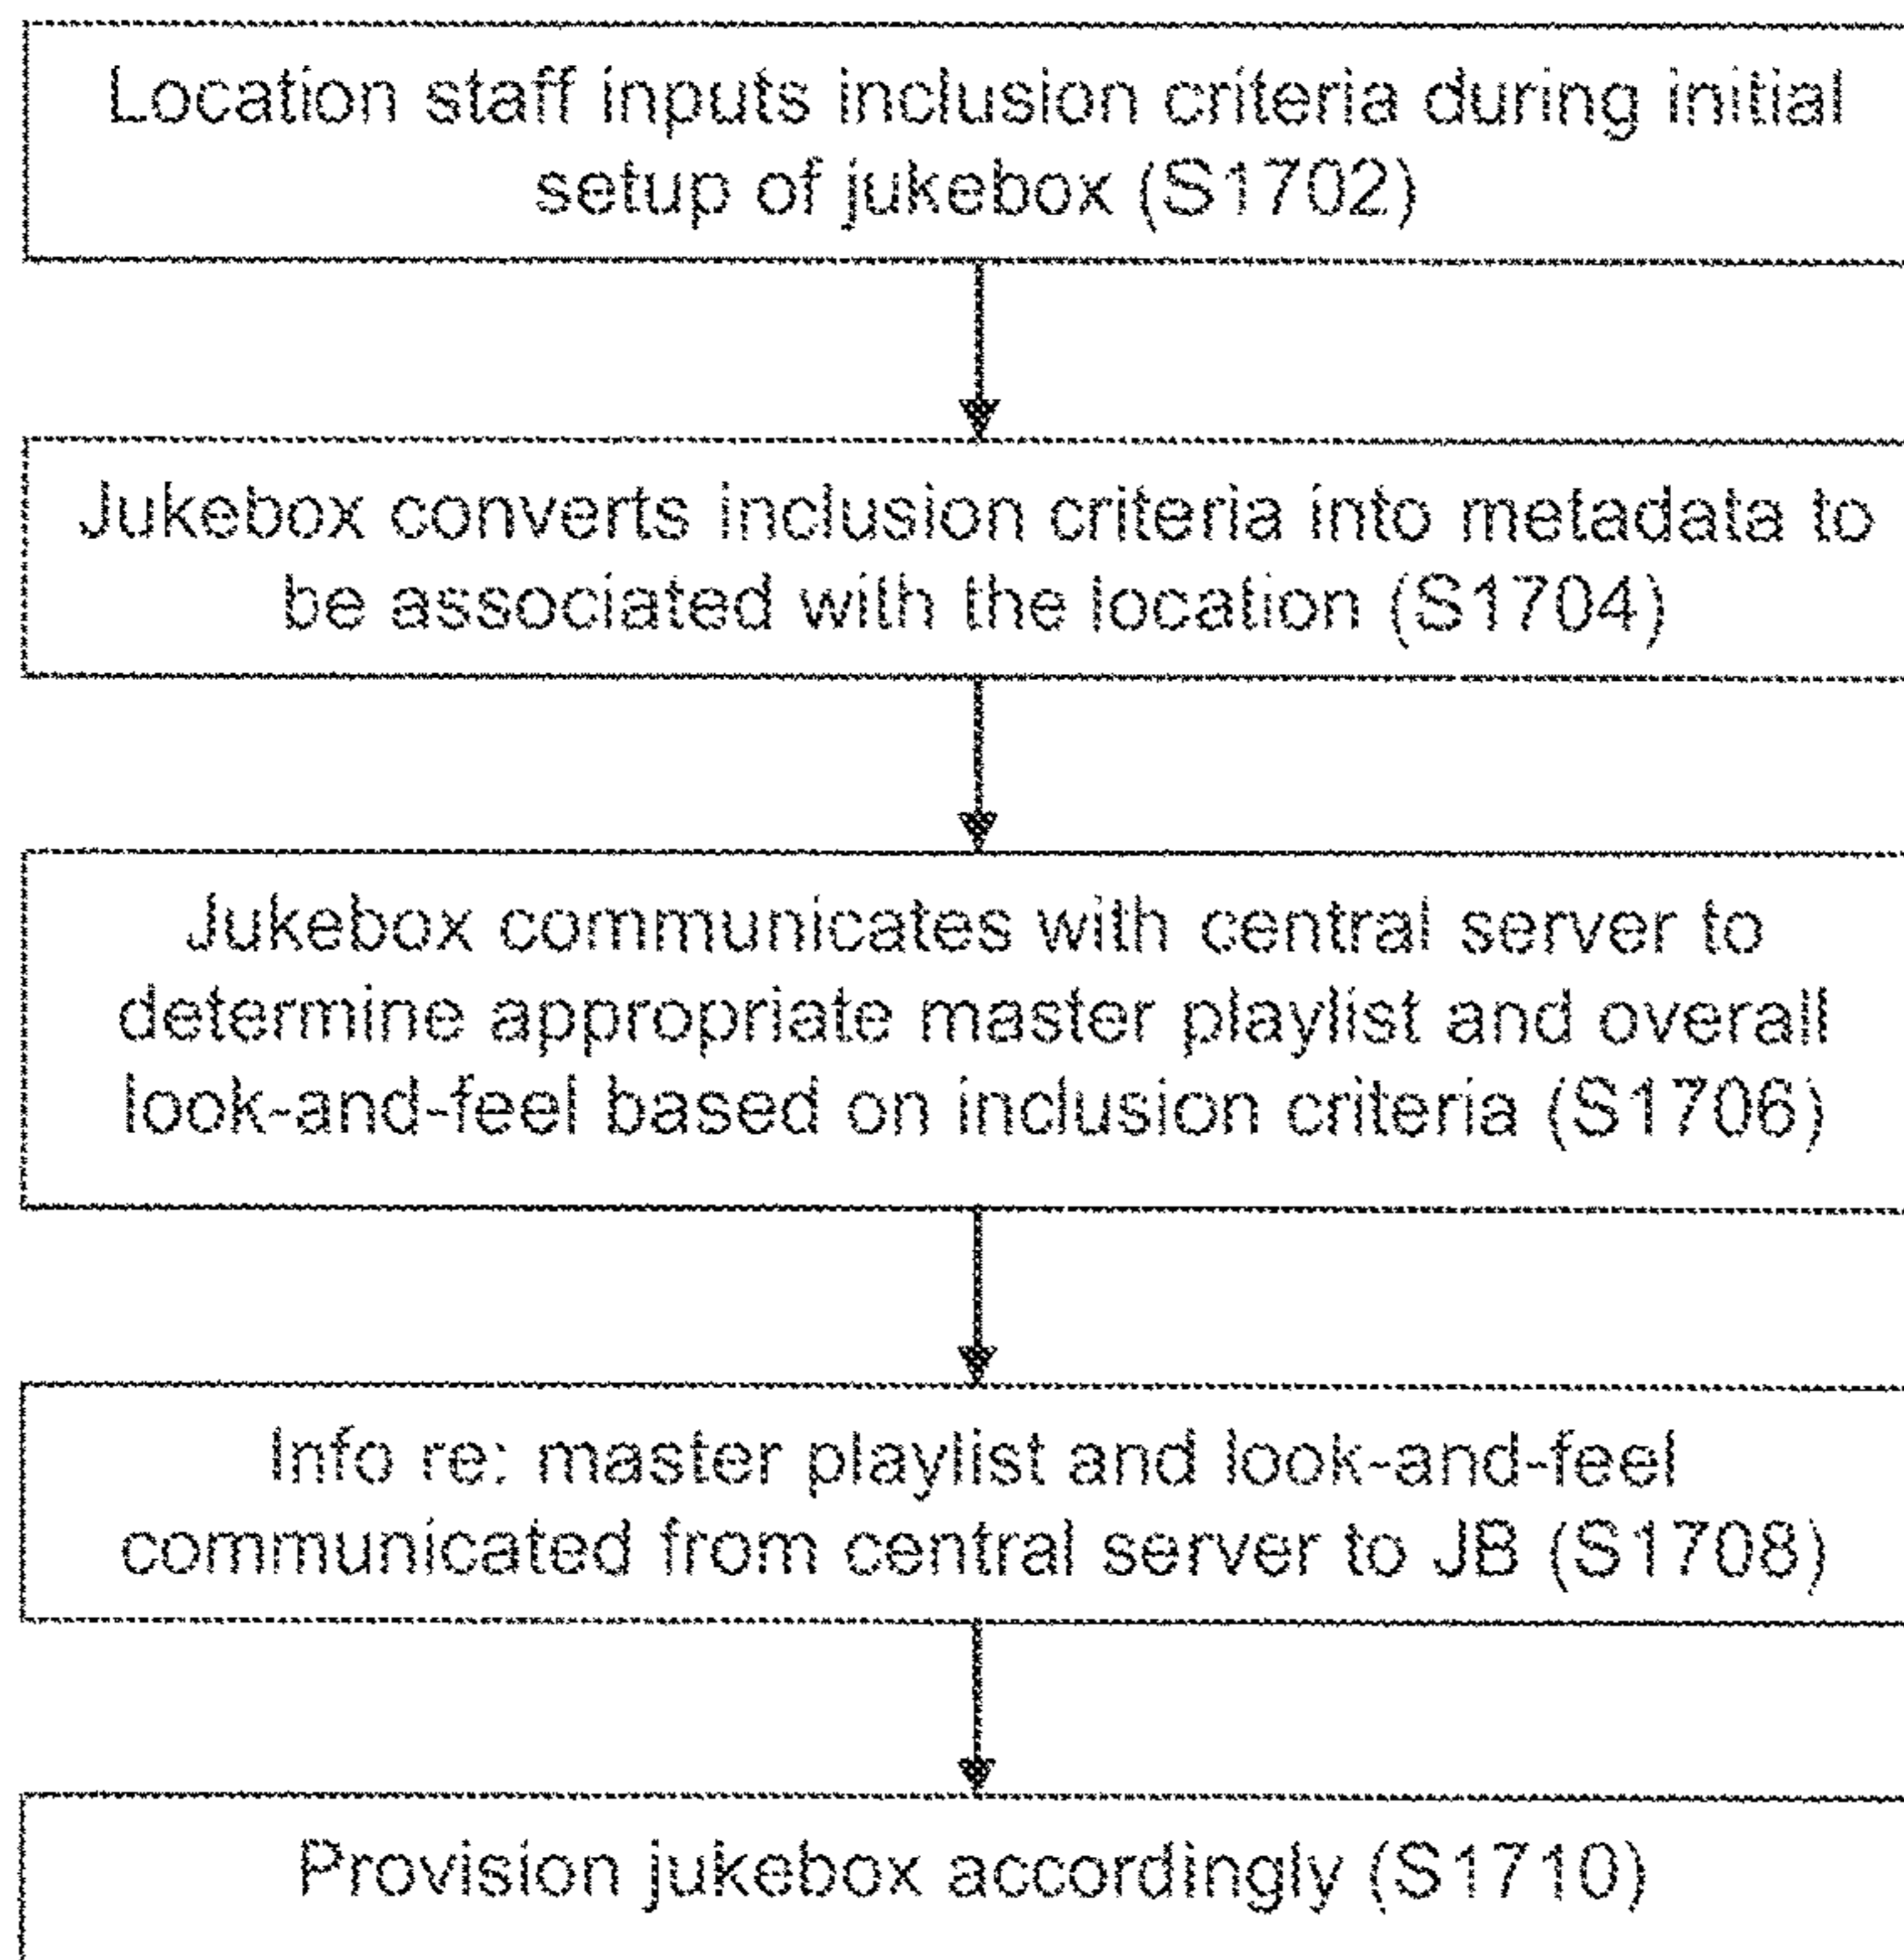 Location staff inputs inclusion criteria during initial
setup of jukebox (S1702)
Jukebox converts inclusion criteria into metadata to
be associated with the location (S1704)
Jukebox communicates with central server to
determine appropriate master playlist and overall
look-and-feel based on inclusion criteria (S1706)
Info re: master playlist and look-and-feel
communicated from central server to JB (S1708)
Provision jukebox accordingly (S1710)